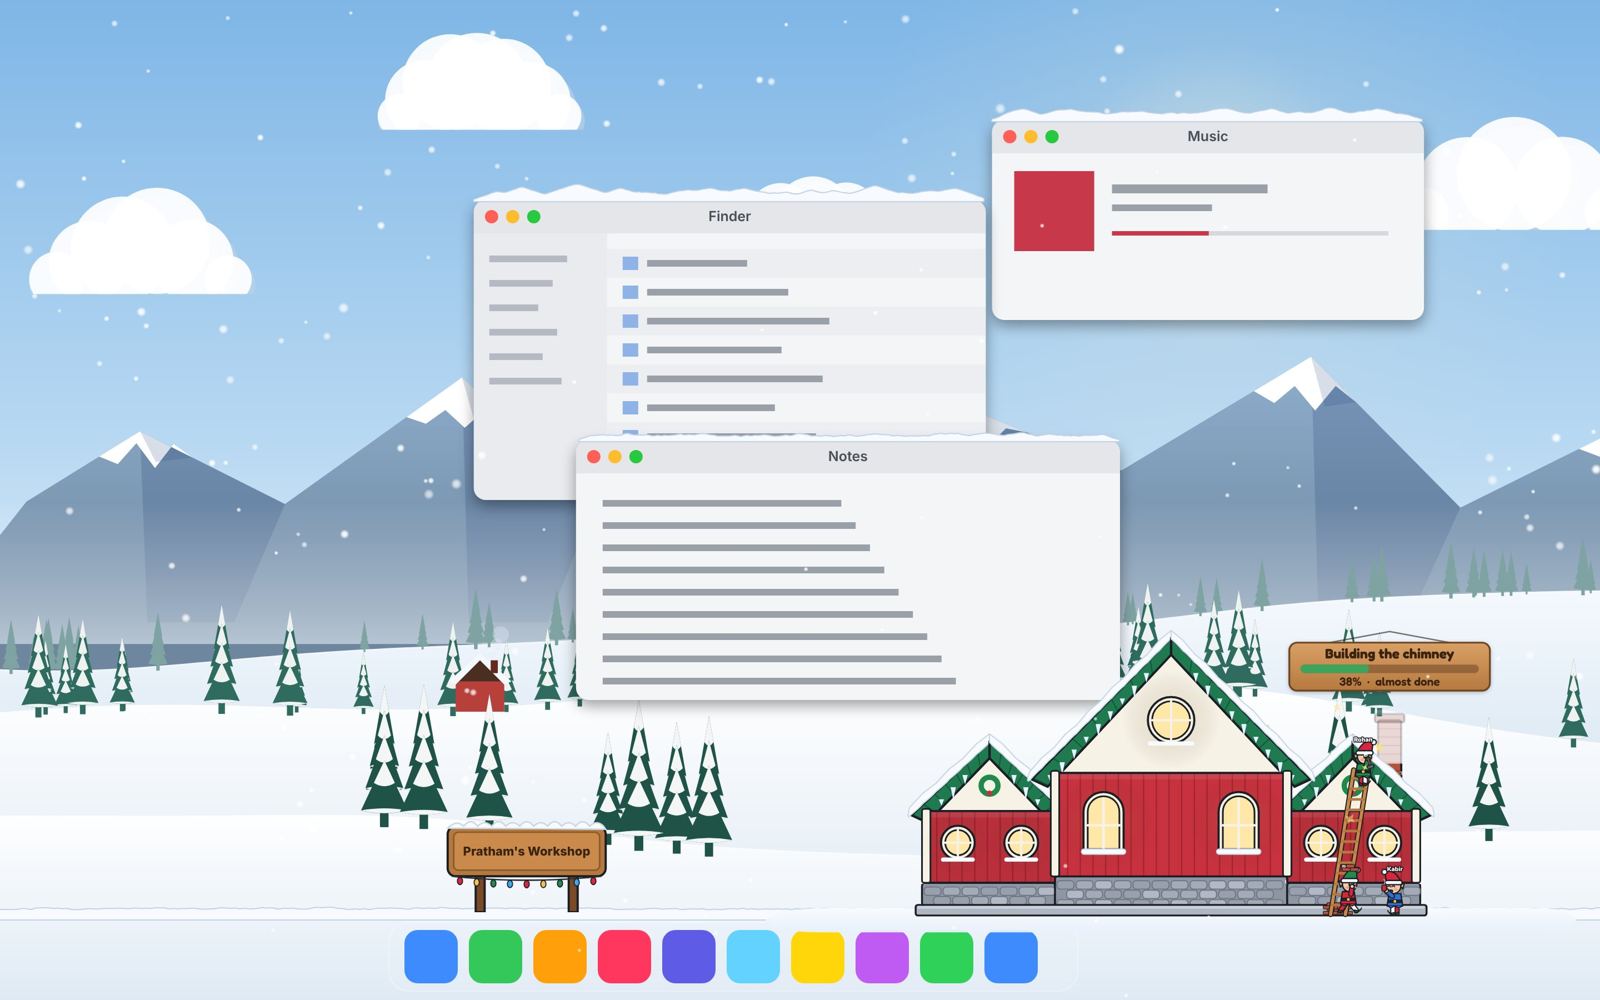 Music
Finder
Notes
Building the chimney
38% · almost done
Rohan
Kabir
Pratham's Workshop